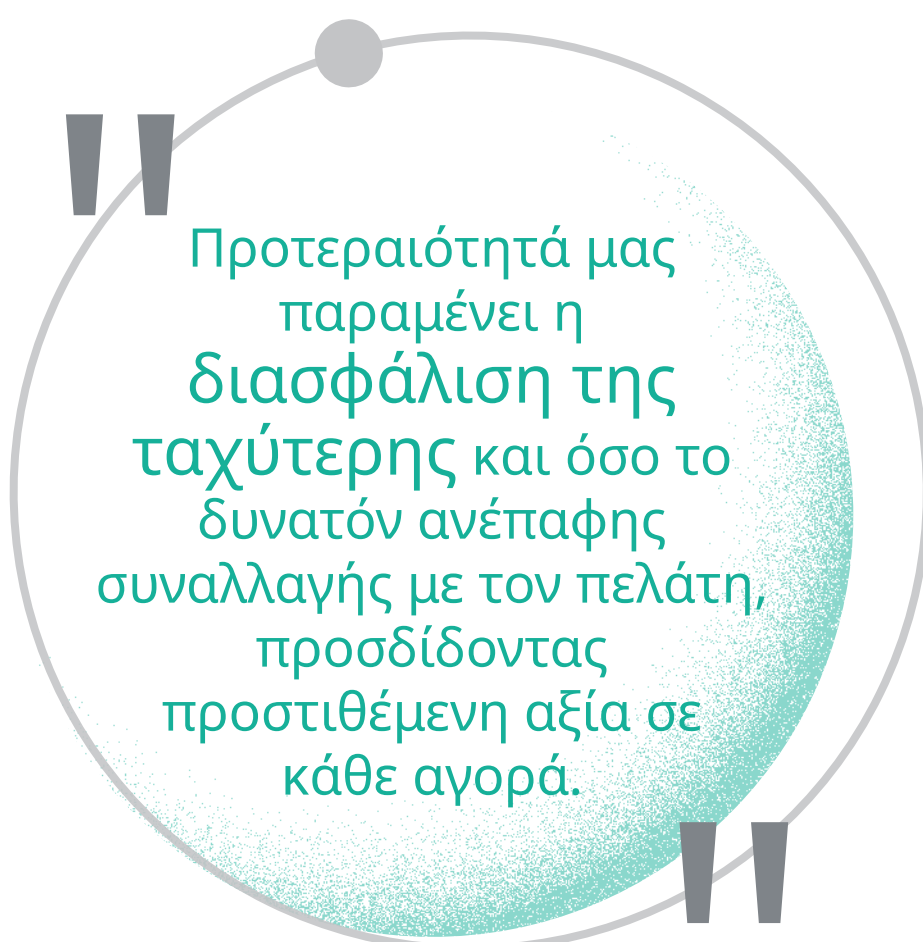 "
Προτεραιότητά μας
παραμένει η
διασφάλιση της
ταχύτερης και όσο το
δυνατόν ανέπαφης
συναλλαγής με τον πελάτη,
προσδίδοντας
προστιθέμενη αξία σε
κάθε αγορά.
"